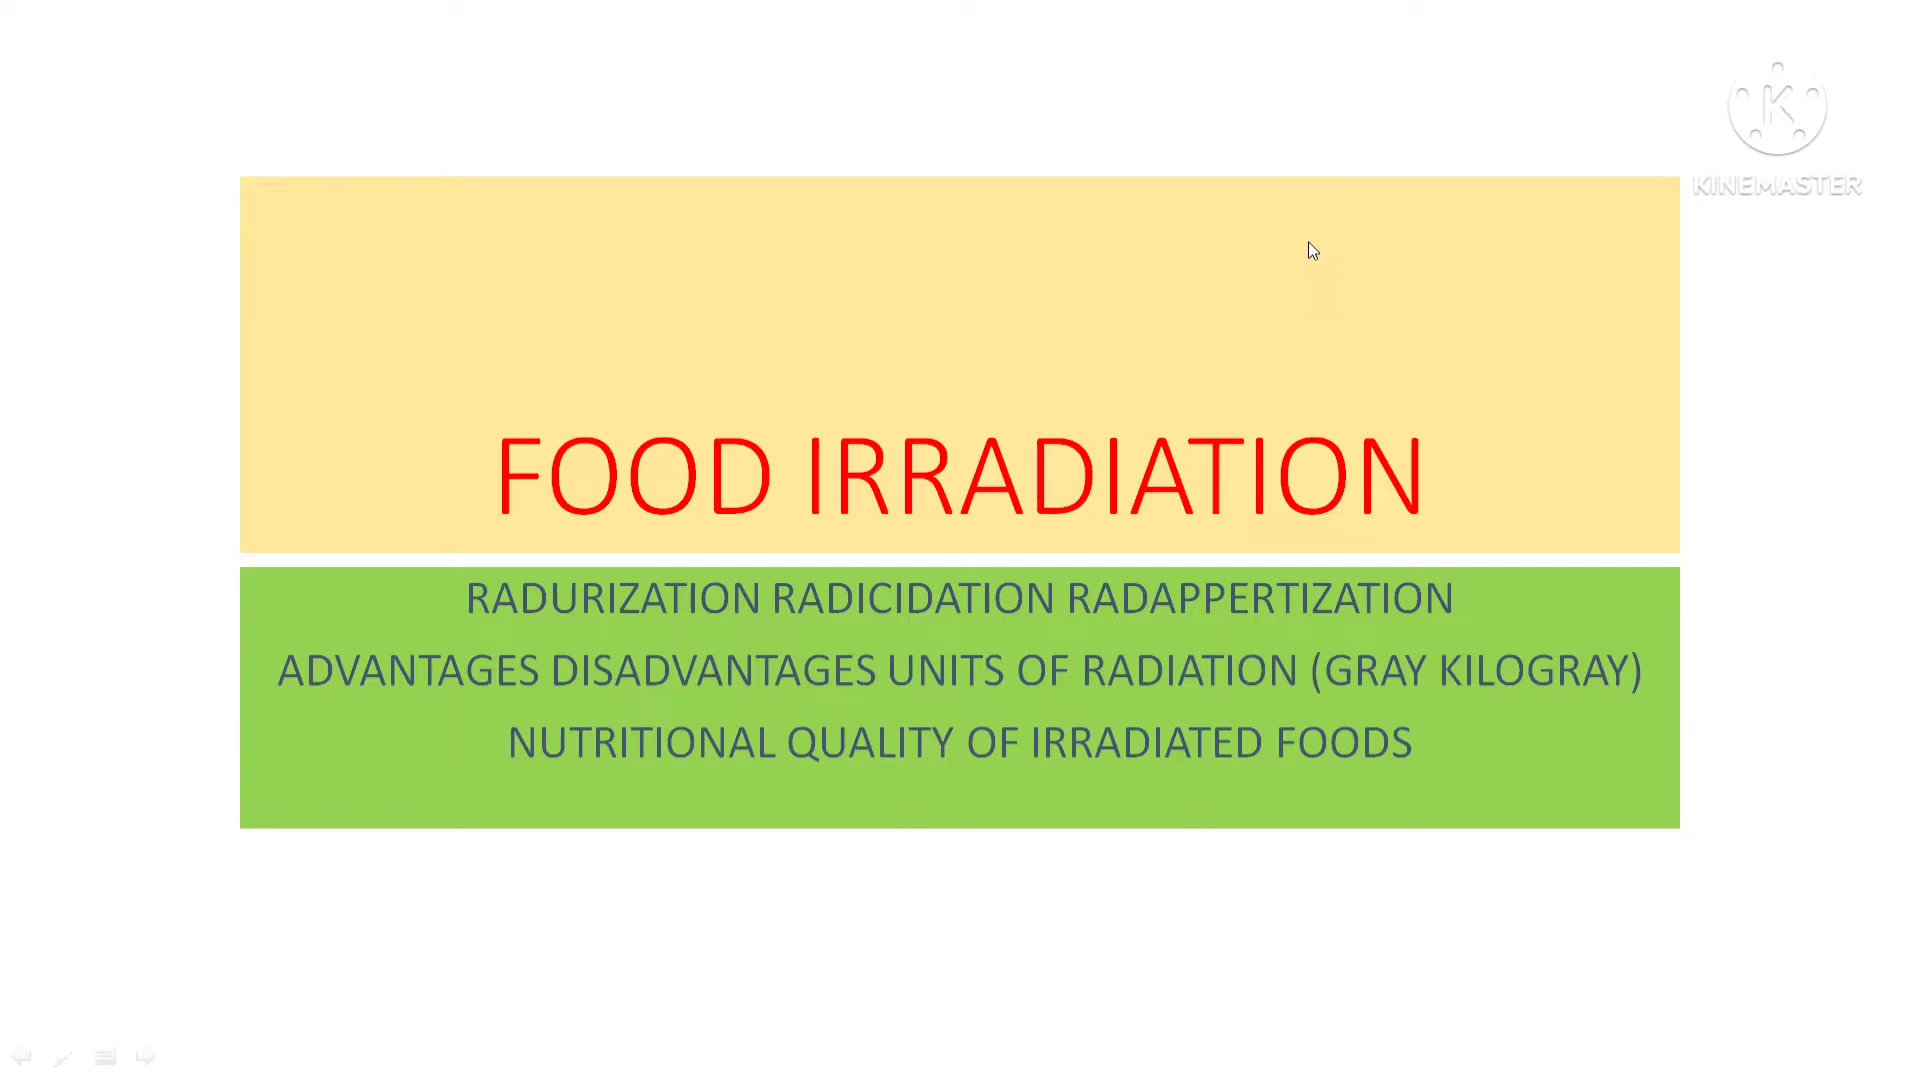 KINEMASTER
FOOD IRRADIATION
RADURIZATION RADICIDATION RADAPPERTIZATION
ADVANTAGES DISADVANTAGES UNITS OF RADIATION (GRAY KILOGRAY)
NUTRITIONAL QUALITY OF IRRADIATED FOODS